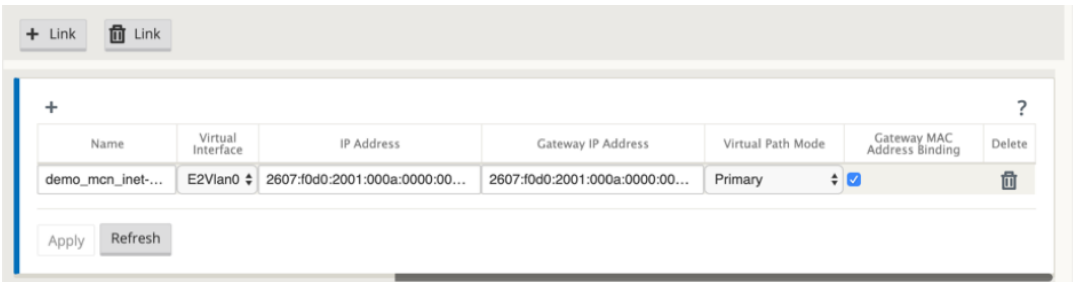 + Link Link
+ ?
Name Virtual Interface IP Address Gateway IP Address Virtual Path Mode Gateway MAC Address Binding Delete
demo_mcn_inet-... E2Vlan0 2607:f0d0:2001:000a:0000:00... 2607:f0d0:2001:000a:0000:00... Primary
Apply Refresh